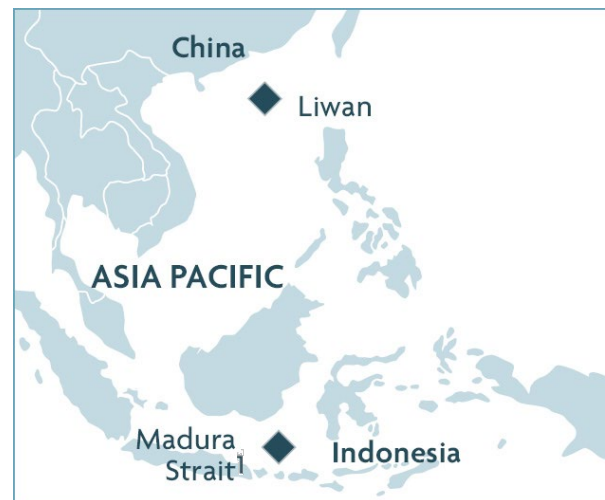 China
Liwan
ASIA PACIFIC
Madura
Strait1
Indonesia